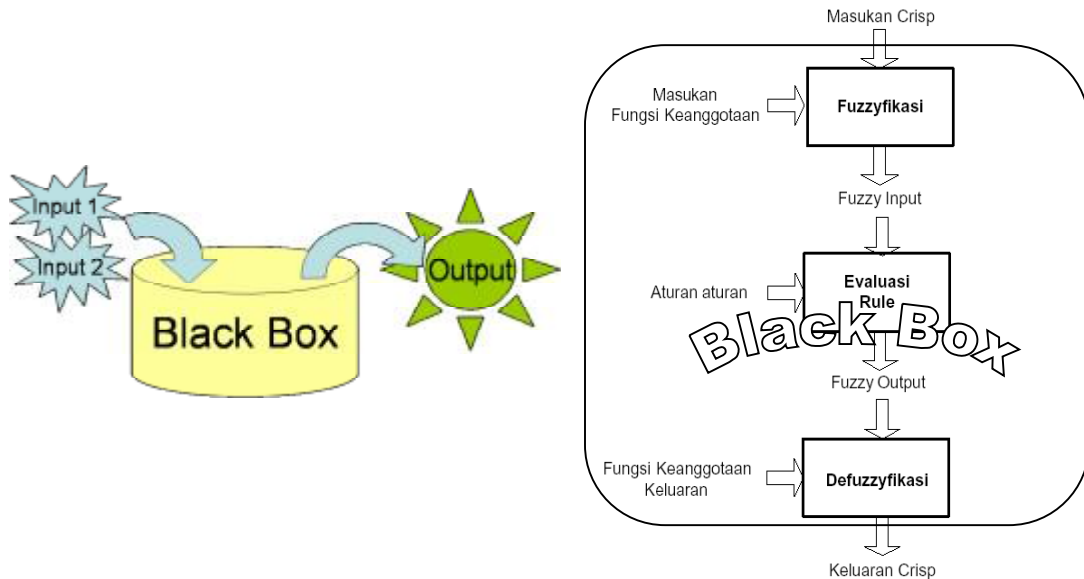 Input 1
Input 2
Black Box
Output
Masukan Crisp
Masukan
Fungsi Keanggotaan
Fuzzyfikasi
Fuzzy Input
Aturan aturan
Evaluasi
Rule
Black Box
Fuzzy Output
Fungsi Keanggotaan
Keluaran
Defuzzyfikasi
Keluaran Crisp